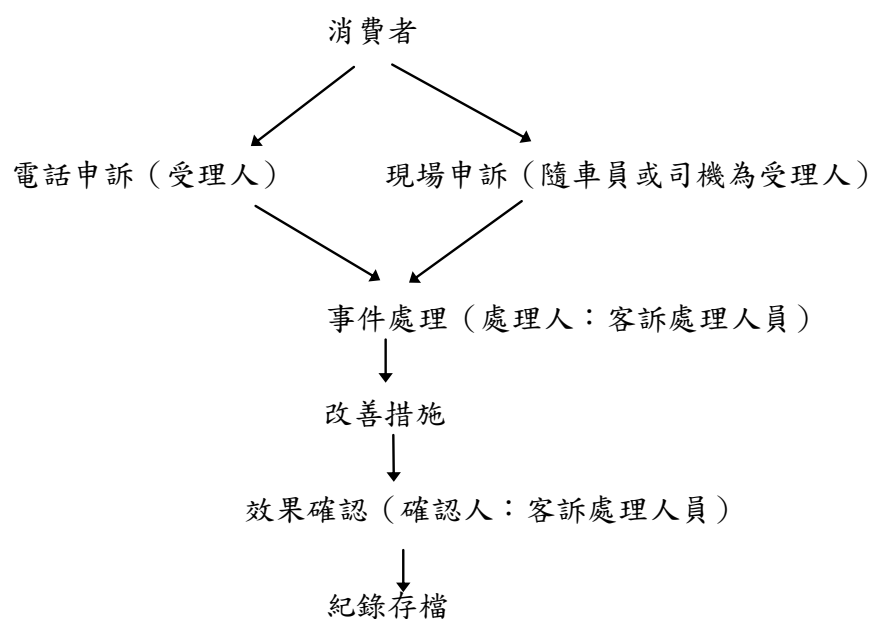 消費者
電話申訴（受理人）
現場申訴（隨車員或司機為受理人）
事件處理（處理人：客訴處理人員）
改善措施
效果確認（確認人：客訴處理人員）
紀錄存檔